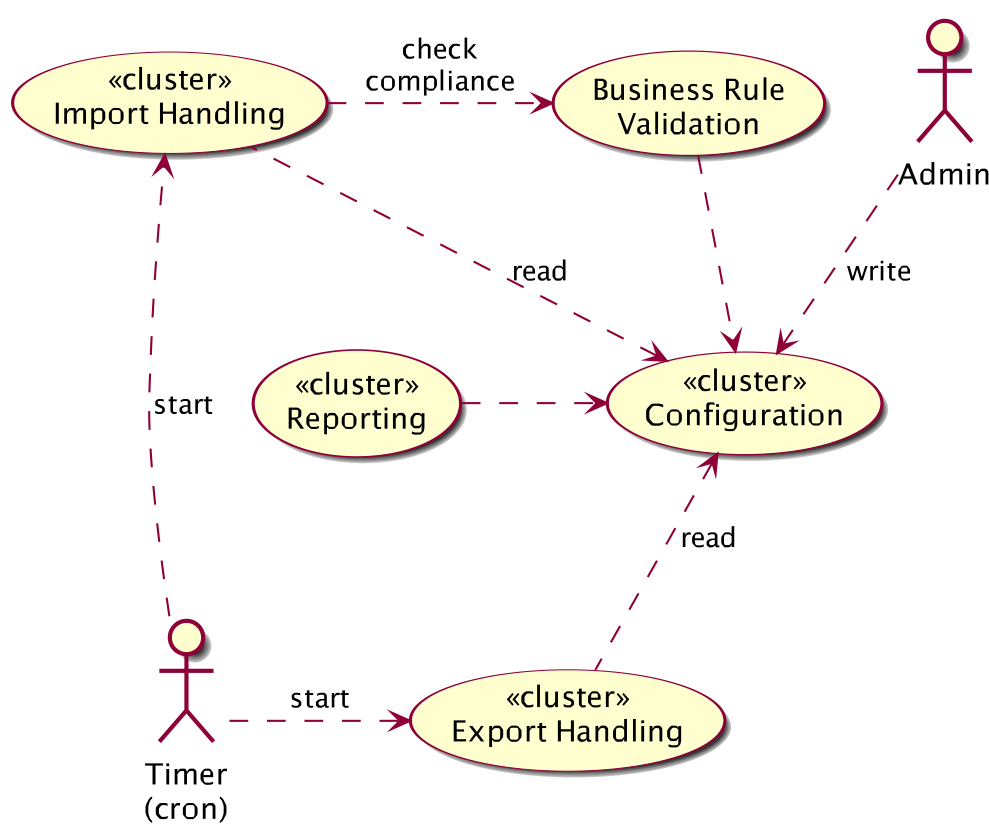 check
compliance
«cluster»
Import Handling
Business Rule
Validation
Admin
read
write
«cluster»
Reporting
«cluster»
Configuration
start
read
start
«cluster»
Export Handling
Timer
(cron)